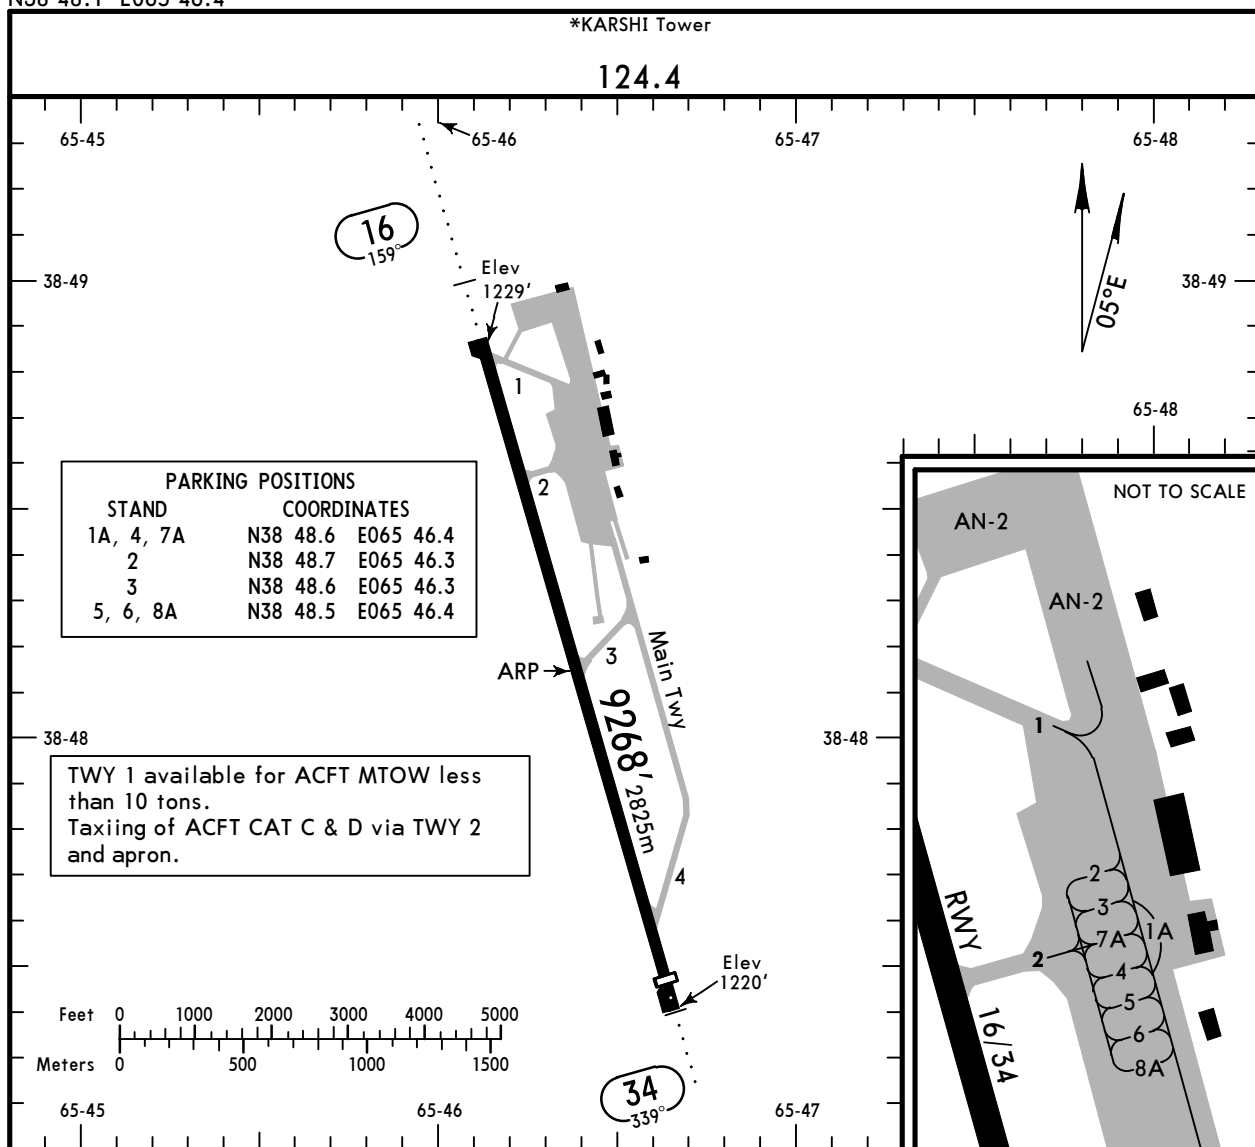 N38 48.1 E065 46.4
*KARSHI Tower
124.4
65-45
65-46
65-47
65-48
16
159°
Elev
1229'
38-49
38-49
05°E
1
65-48
PARKING POSITIONS
STAND COORDINATES
1A, 4, 7A N38 48.6 E065 46.4
2 N38 48.7 E065 46.3
3 N38 48.6 E065 46.3
5, 6, 8A N38 48.5 E065 46.4
2
NOT TO SCALE
AN-2
AN-2
3
Main Twy
ARP
9268'
2825m
38-48
38-48
TWY 1 available for ACFT MTOW less
than 10 tons.
Taxiing of ACFT CAT C & D via TWY 2
and apron.
4
1
2
3
7A
1A
2
4
5
6
8A
RWY
16/34
Elev
1220'
Feet 0 1000 2000 3000 4000 5000
Meters 0 500 1000 1500
34
339°
65-45
65-46
65-47